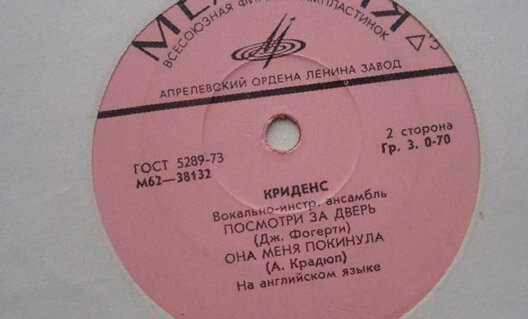 ВСЕСОЮЗНАЯ ФИРМА ГРАМПЛАСТИНОК
АПРЕЛЕВСКИЙ ОРДЕНА ЛЕНИНА ЗАВОД
ГОСТ 5289-73
М62—38132
2 сторона
Гр. 3. 0-70
КРИДЕНС
Вокально-инстр. ансамбль
ПОСМОТРИ ЗА ДВЕРЬ
(Дж. Фогерти)
ОНА МЕНЯ ПОКИНУЛА
(А. Крадюп)
На английском языке